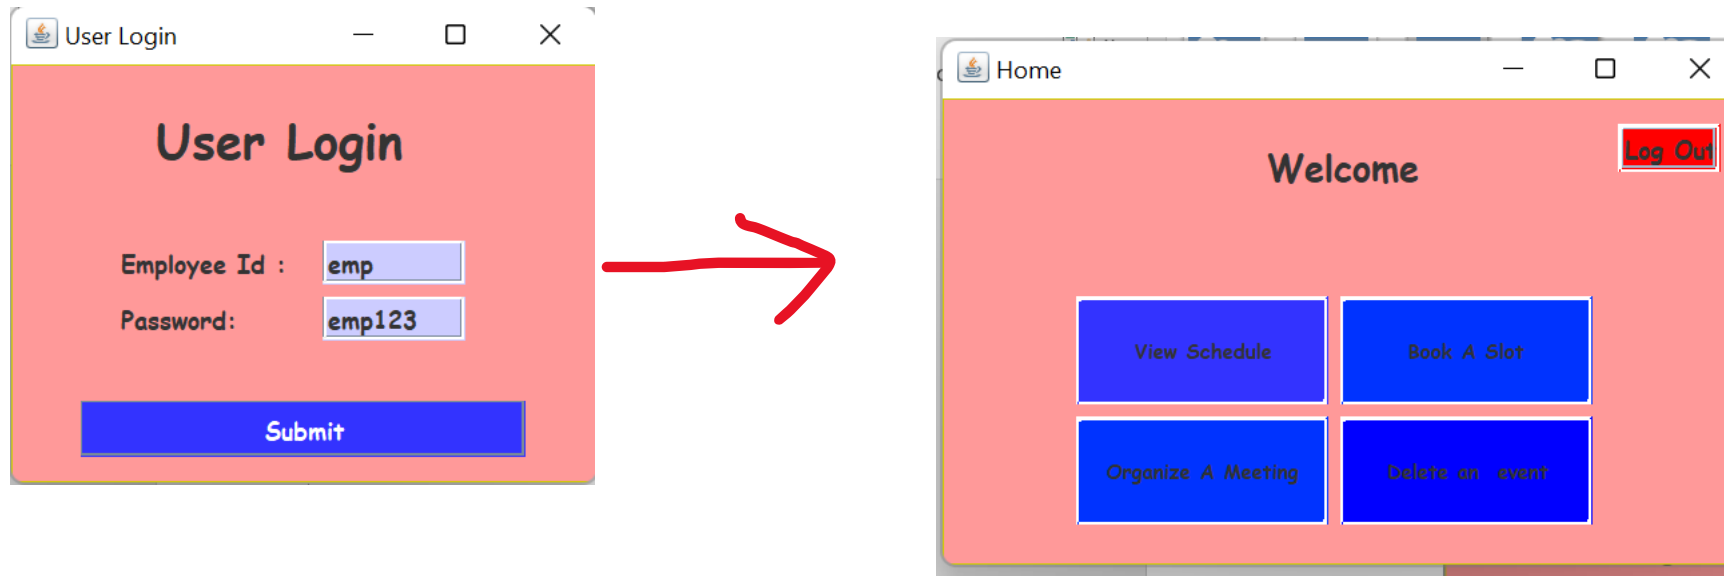 User Login
User Login
Employee Id : emp
Password: emp123
Submit
Home
Log Out
Welcome
View Schedule
Book A Slot
Organize A Meeting
Delete an event